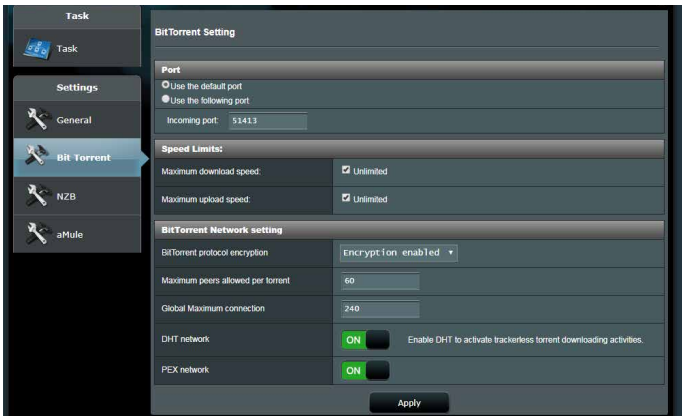 Task
Task
Settings
General
Bit Torrent
NZB
aMule
BitTorrent Setting
Port
Use the default port
Use the following port
Incoming port: 51413
Speed Limits:
Maximum download speed: Unlimited
Maximum upload speed: Unlimited
BitTorrent Network setting
BitTorrent protocol encryption Encryption enabled
Maximum peers allowed per torrent 60
Global Maximum connection 240
DHT network ON Enable DHT to activate trackerless torrent downloading activities.
PEX network ON
Apply